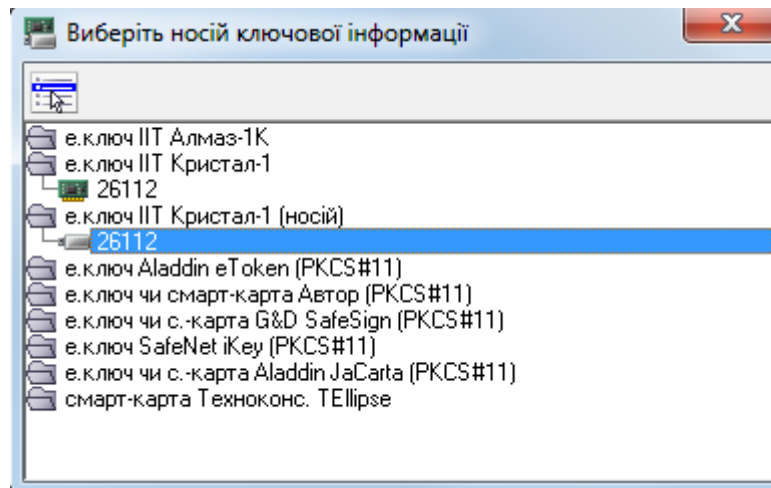 Виберіть носій ключової інформації
е.ключ ІІТ Алмаз-1К
е.ключ ІІТ Кристал-1
26112
е.ключ ІІТ Кристал-1 (носій)
26112
е.ключ Aladdin eToken (PKCS#11)
е.ключ чи смарт-карта Автор (PKCS#11)
е.ключ чи с.-карта G&D SafeSign (PKCS#11)
е.ключ SafeNet iKey (PKCS#11)
е.ключ чи с.-карта Aladdin JaCarta (PKCS#11)
смарт-карта Техноконс. TEllipse